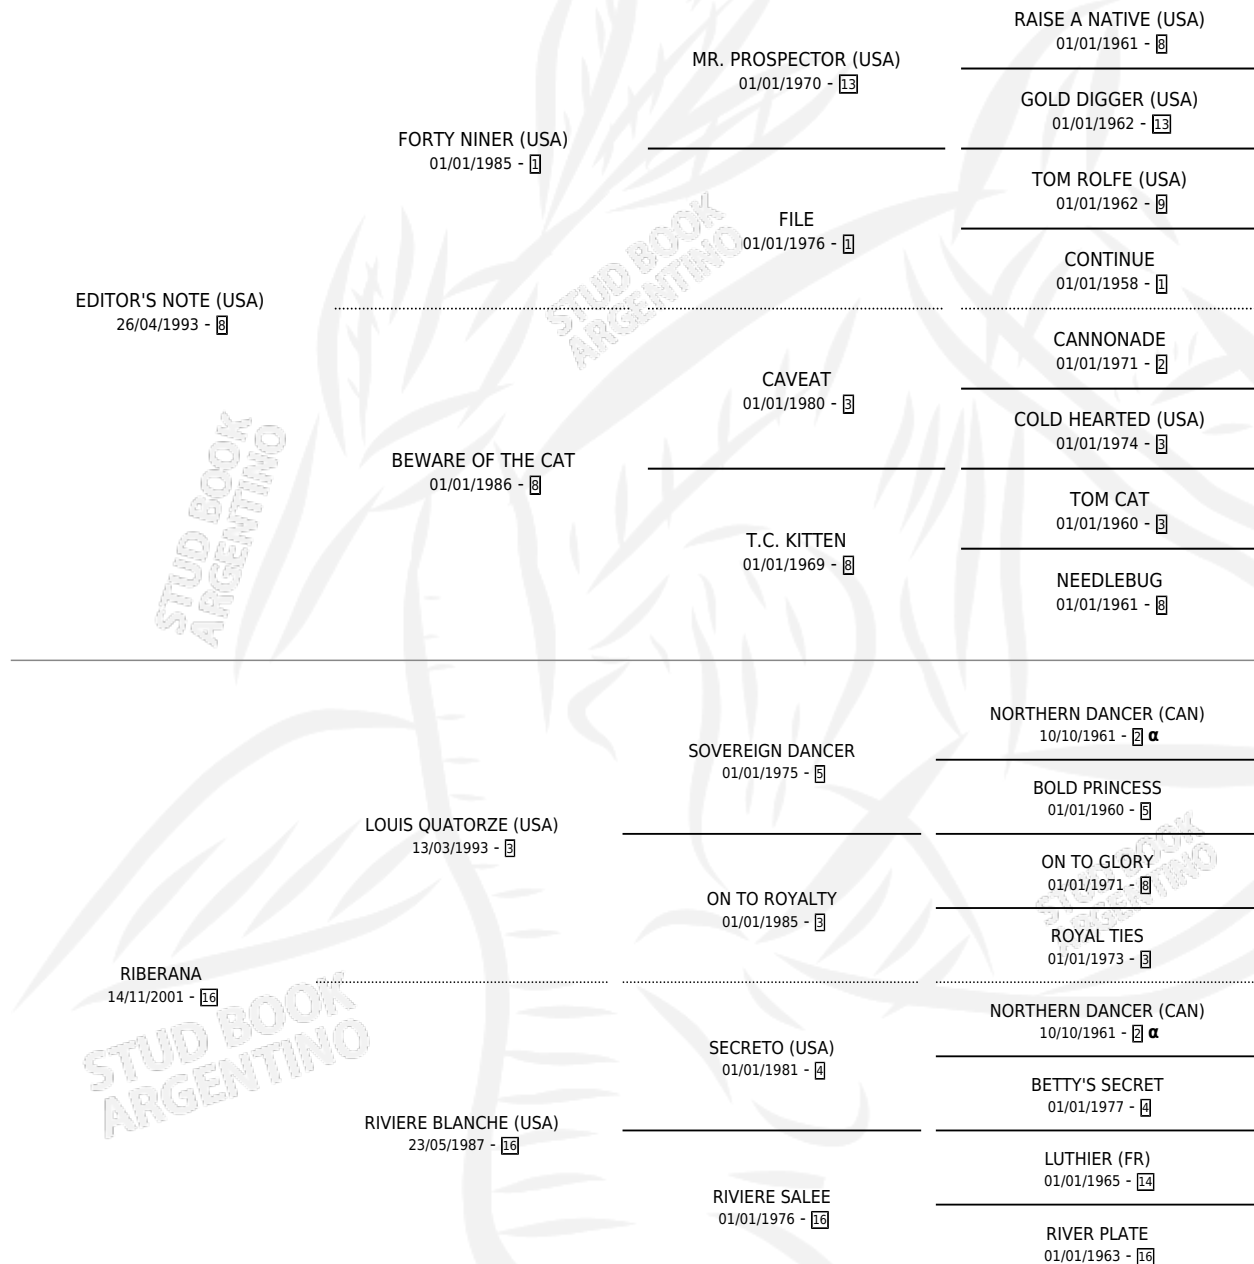 RAISE A NATIVE (USA)
01/01/1961 - 8
MR. PROSPECTOR (USA)
01/01/1970 - 13
GOLD DIGGER (USA)
01/01/1962 - 13
FORTY NINER (USA)
01/01/1985 - 1
TOM ROLFE (USA)
01/01/1962 - 9
FILE
01/01/1976 - 1
CONTINUE
01/01/1958 - 1
EDITOR'S NOTE (USA)
26/04/1993 - 8
CANNONADE
01/01/1971 - 2
CAVEAT
01/01/1980 - 3
COLD HEARTED (USA)
01/01/1974 - 3
BEWARE OF THE CAT
01/01/1986 - 8
TOM CAT
01/01/1960 - 3
T.C. KITTEN
01/01/1969 - 8
NEEDLEBUG
01/01/1961 - 8
NORTHERN DANCER (CAN)
10/10/1961 - 2 α
SOVEREIGN DANCER
01/01/1975 - 5
BOLD PRINCESS
01/01/1960 - 5
LOUIS QUATORZE (USA)
13/03/1993 - 3
ON TO GLORY
01/01/1971 - 8
ON TO ROYALTY
01/01/1985 - 3
ROYAL TIES
01/01/1973 - 3
RIBERANA
14/11/2001 - 16
NORTHERN DANCER (CAN)
10/10/1961 - 2 α
SECRETO (USA)
01/01/1981 - 4
BETTY'S SECRET
01/01/1977 - 4
RIVIERE BLANCHE (USA)
23/05/1987 - 16
LUTHIER (FR)
01/01/1965 - 14
RIVIERE SALEE
01/01/1976 - 16
RIVER PLATE
01/01/1963 - 16
STUD BOOK
ARGENTINO
STUD BOOK
ARGENTINO
STUD BOOK
ARGENTINO
STUD BOOK
ARGENTINO